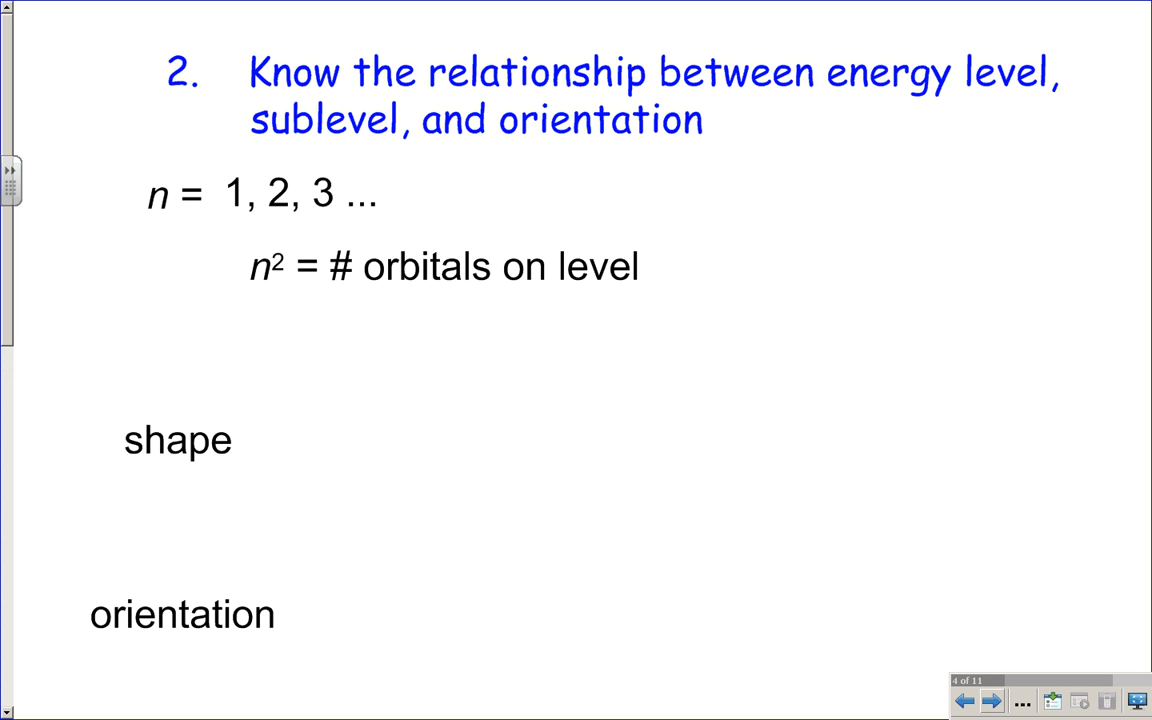 2. Know the relationship between energy level,
sublevel, and orientation
n = 1, 2, 3 ...
n² = # orbitals on level
shape
orientation
4 of 11
...